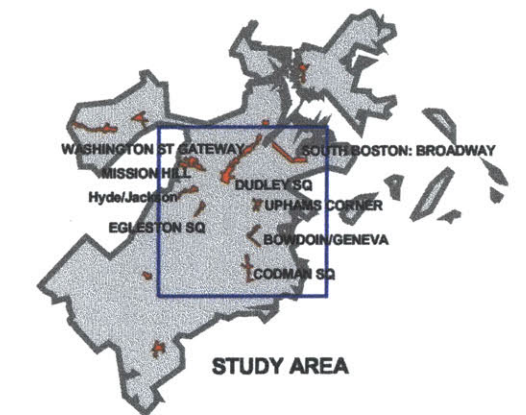 WASHINGTON ST GATEWAY
SOUTH BOSTON: BROADWAY
MISSION HILL
DUDLEY SQ
Hyde/Jackson
UPHAMS CORNER
EGLESTON SQ
BOWDOIN/GENEVA
CODMAN SQ
STUDY AREA